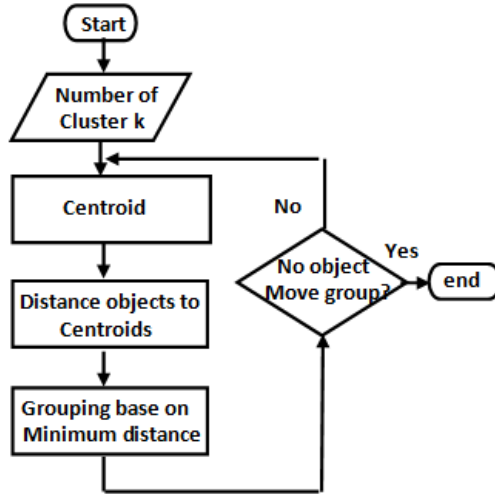 Start
Number of
Cluster k
Centroid
Distance objects to
Centroids
Grouping base on
Minimum distance
No
No object
Move group?
Yes
end